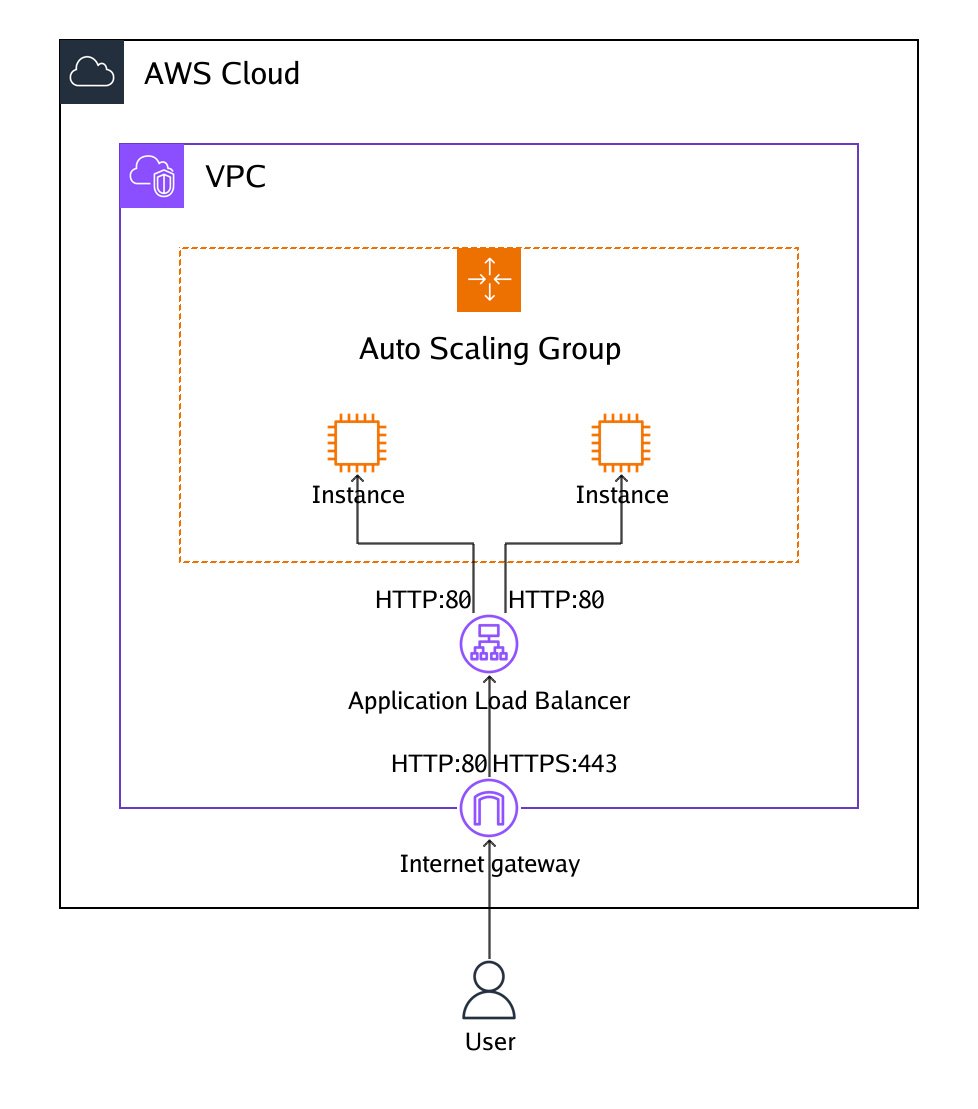 AWS Cloud
VPC
Auto Scaling Group
Instance
Instance
HTTP:80
HTTP:80
Application Load Balancer
HTTP:80
HTTPS:443
Internet gateway
User